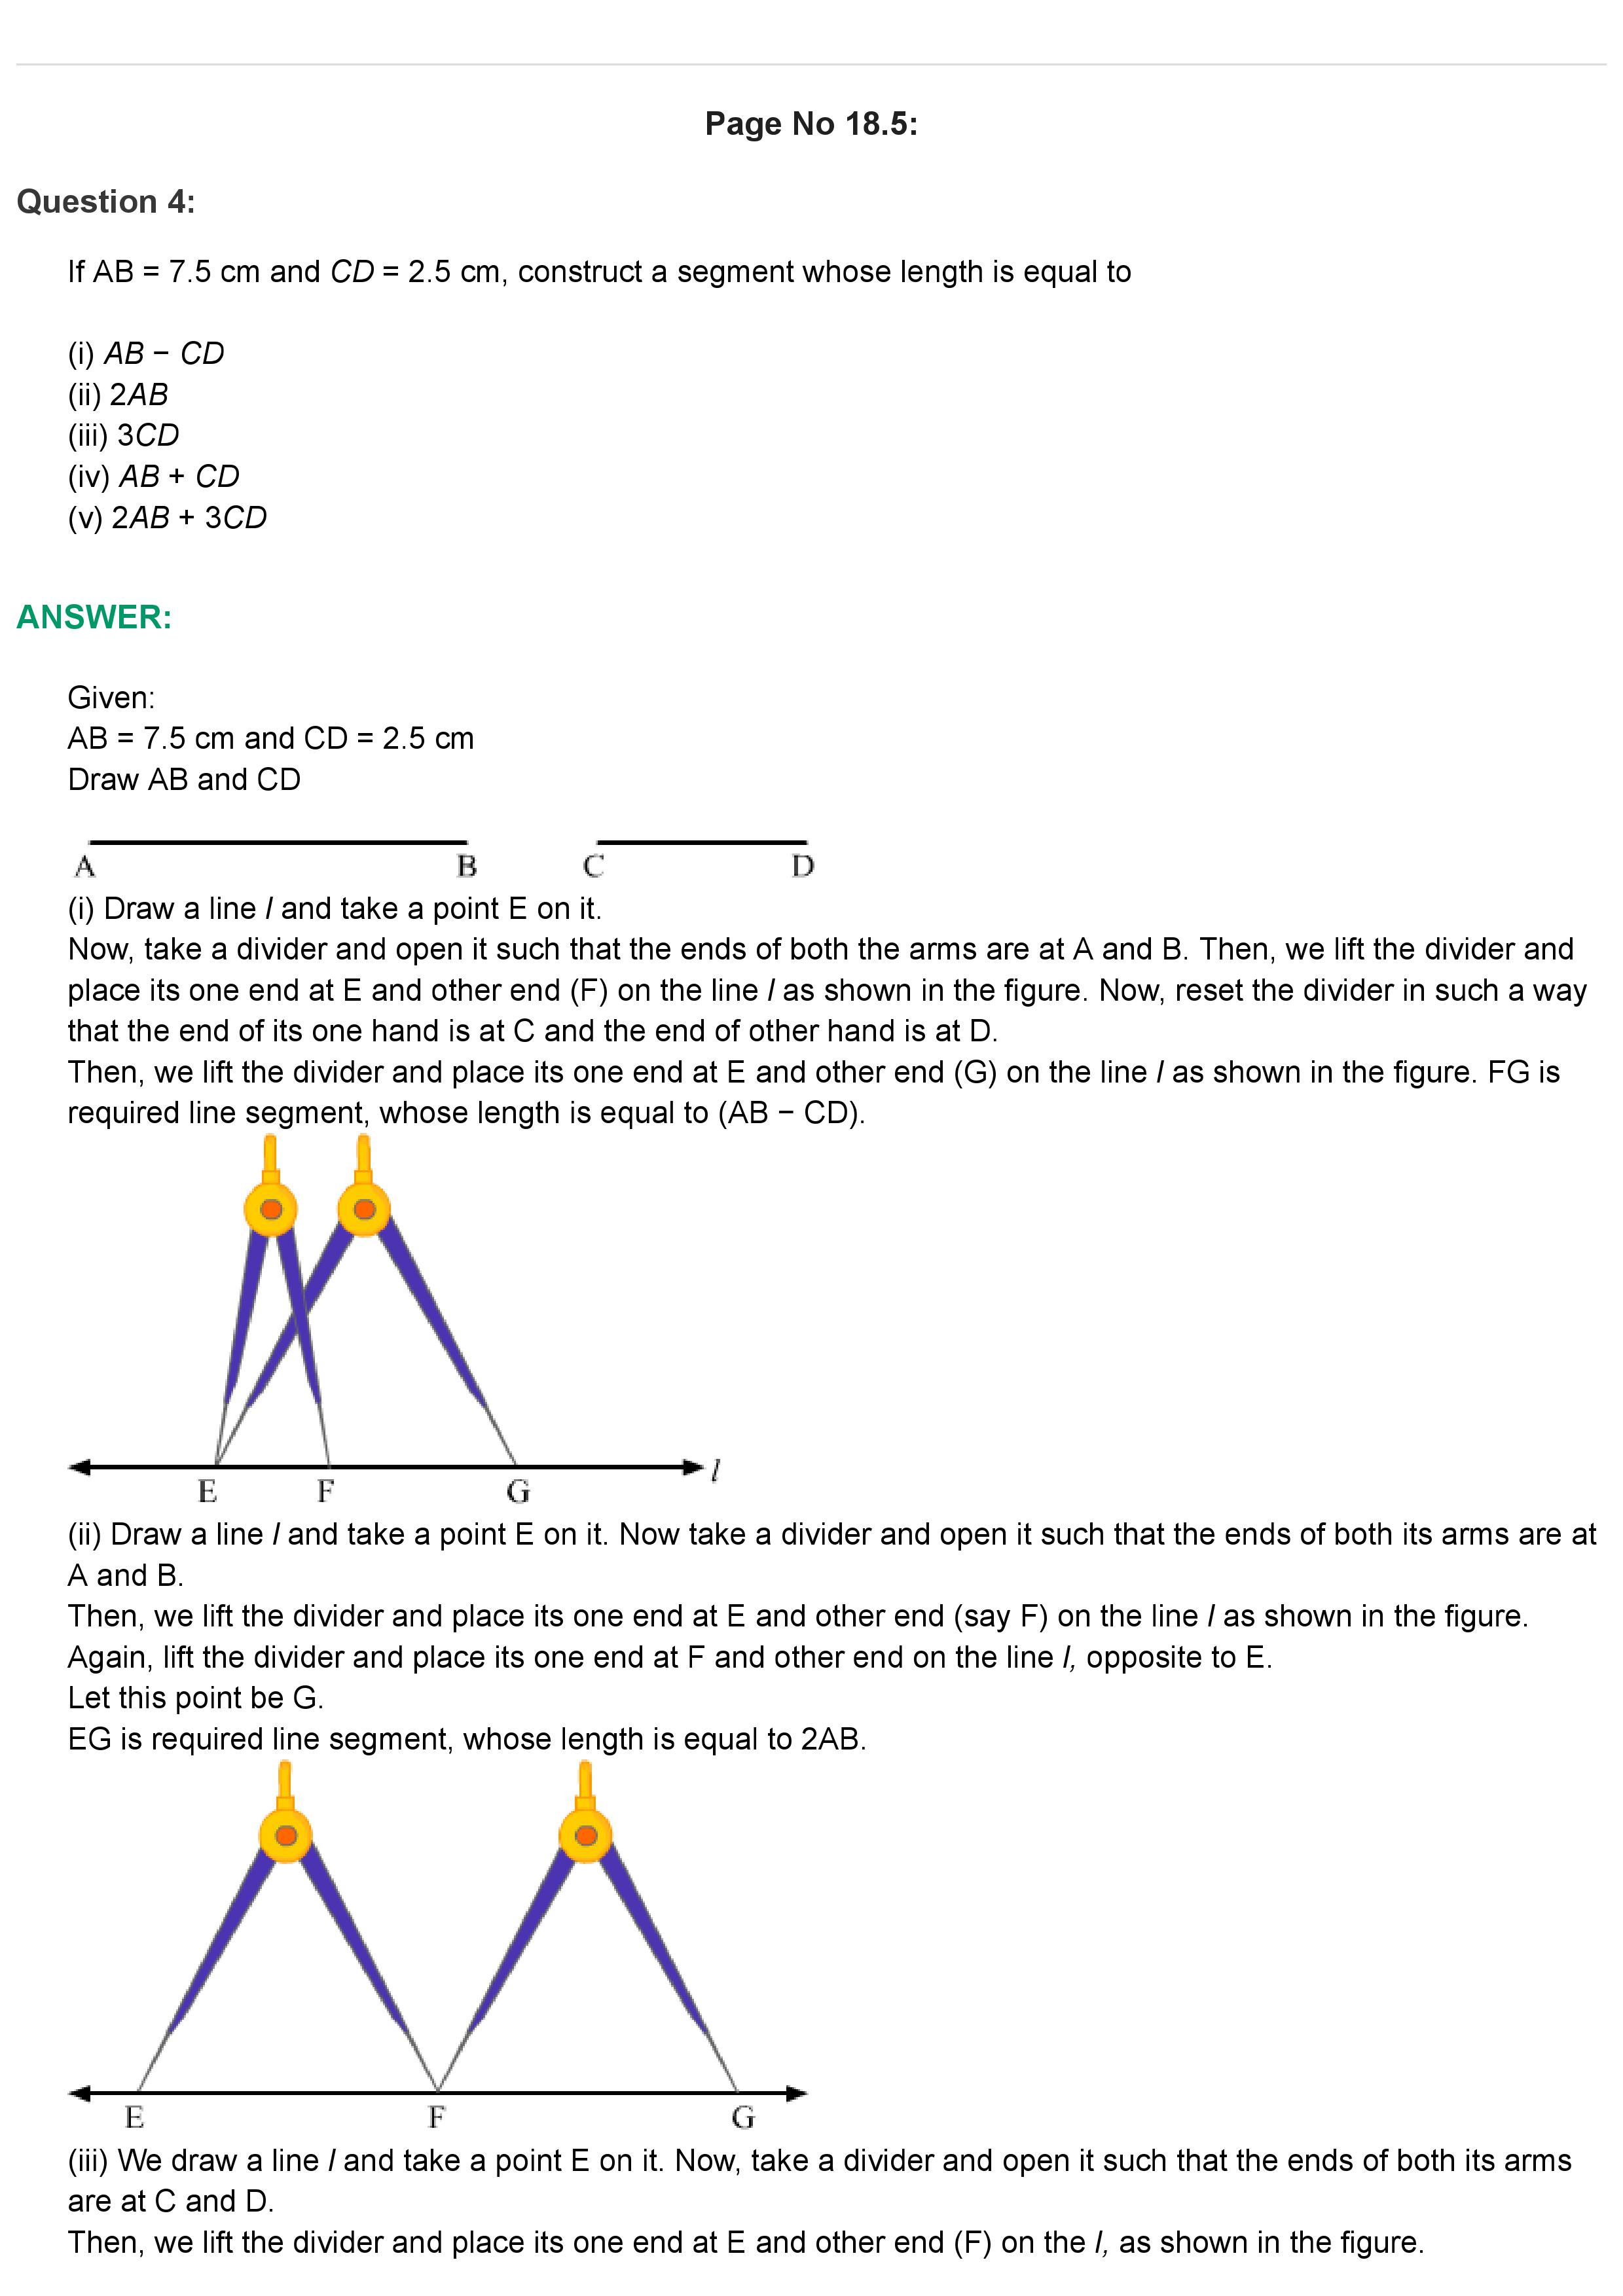 Page No 18.5:
Question 4:
If AB = 7.5 cm and CD = 2.5 cm, construct a segment whose length is equal to
(i) AB − CD
(ii) 2AB
(iii) 3CD
(iv) AB + CD
(v) 2AB + 3CD
ANSWER:
Given:
AB = 7.5 cm and CD = 2.5 cm
Draw AB and CD
A B C D
(i) Draw a line l and take a point E on it.
Now, take a divider and open it such that the ends of both the arms are at A and B. Then, we lift the divider and
place its one end at E and other end (F) on the line l as shown in the figure. Now, reset the divider in such a way
that the end of its one hand is at C and the end of other hand is at D.
Then, we lift the divider and place its one end at E and other end (G) on the line l as shown in the figure. FG is
required line segment, whose length is equal to (AB − CD).
l
E F G
(ii) Draw a line l and take a point E on it. Now take a divider and open it such that the ends of both its arms are at
A and B.
Then, we lift the divider and place its one end at E and other end (say F) on the line l as shown in the figure.
Again, lift the divider and place its one end at F and other end on the line l, opposite to E.
Let this point be G.
EG is required line segment, whose length is equal to 2AB.
E F G
(iii) We draw a line l and take a point E on it. Now, take a divider and open it such that the ends of both its arms
are at C and D.
Then, we lift the divider and place its one end at E and other end (F) on the l, as shown in the figure.